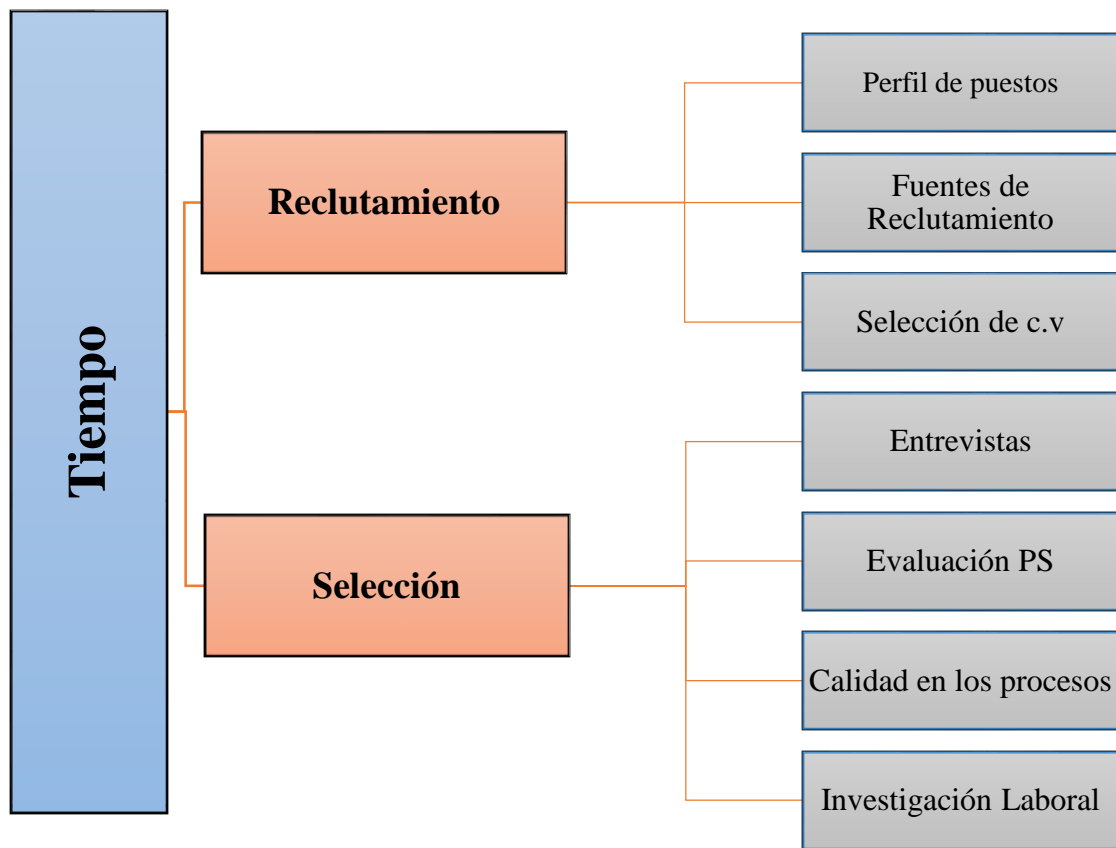 Tiempo
Reclutamiento
Perfil de puestos
Fuentes de
Reclutamiento
Selección de c.v
Selección
Entrevistas
Evaluación PS
Calidad en los procesos
Investigación Laboral